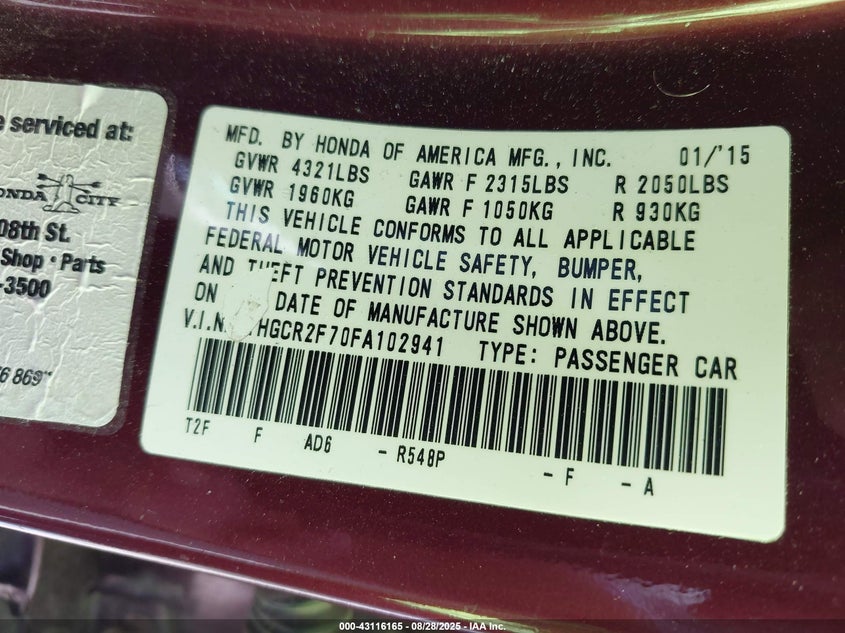 e serviced at:
ONDA CITY
08th St.
Shop • Parts
-3500
6 869
MFD. BY HONDA OF AMERICA MFG., INC. 01/'15
GVWR 4321LBS GAWR F 2315LBS R 2050LBS
GVWR 1960KG GAWR F 1050KG R 930KG
THIS VEHICLE CONFORMS TO ALL APPLICABLE
FEDERAL MOTOR VEHICLE SAFETY, BUMPER,
AND THEFT PREVENTION STANDARDS IN EFFECT
ON DATE OF MANUFACTURE SHOWN ABOVE.
V.I.N. HGCR2F70FA102941 TYPE: PASSENGER CAR
T2F F AD6 - R548P - F - A
000-43116165 - 08/28/2025 - IAA Inc.